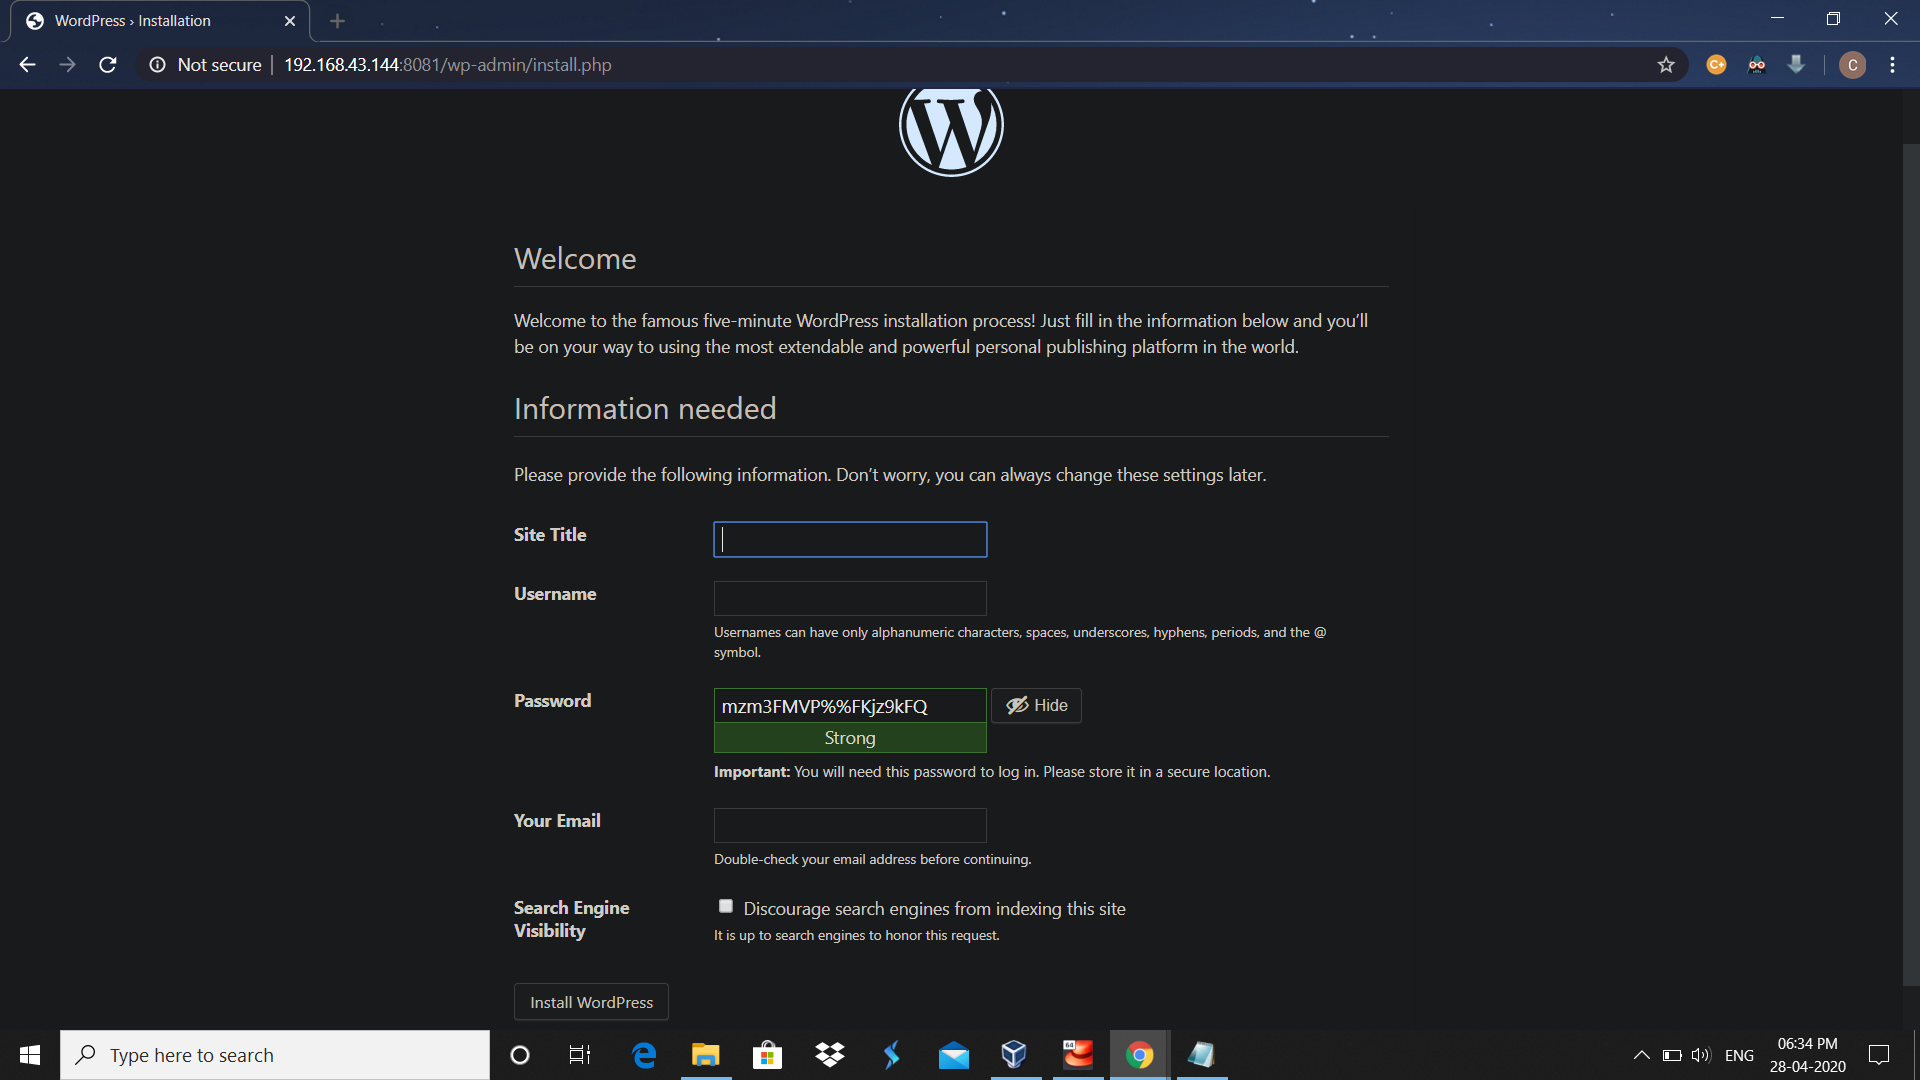 WordPress › Installation
Not secure | 192.168.43.144:8081/wp-admin/install.php
C+
C
W
Welcome
Welcome to the famous five-minute WordPress installation process! Just fill in the information below and you’ll
be on your way to using the most extendable and powerful personal publishing platform in the world.
Information needed
Please provide the following information. Don’t worry, you can always change these settings later.
Site Title
Username
Usernames can have only alphanumeric characters, spaces, underscores, hyphens, periods, and the @
symbol.
Password
mzm3FMVP%%FKjz9kFQ
Hide
Strong
Important: You will need this password to log in. Please store it in a secure location.
Your Email
Double-check your email address before continuing.
Search Engine
Visibility
Discourage search engines from indexing this site
It is up to search engines to honor this request.
Install WordPress
Type here to search
64
ENG
06:34 PM
28-04-2020